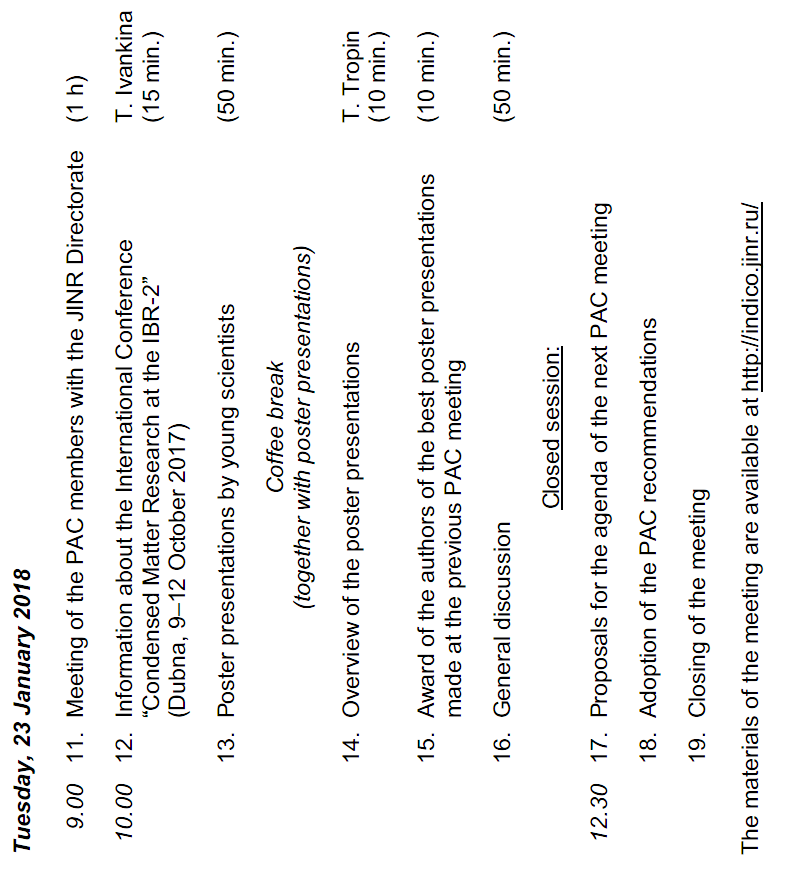 Tuesday, 23 January 2018
9.00 11. Meeting of the PAC members with the JINR Directorate (1 h)
10.00 12. Information about the International Conference T. Ivankina
“Condensed Matter Research at the IBR-2” (15 min.)
(Dubna, 9–12 October 2017)
13. Poster presentations by young scientists (50 min.)
Coffee break
(together with poster presentations)
14. Overview of the poster presentations T. Tropin
(10 min.)
15. Award of the authors of the best poster presentations (10 min.)
made at the previous PAC meeting
16. General discussion (50 min.)
Closed session:
12.30 17. Proposals for the agenda of the next PAC meeting
18. Adoption of the PAC recommendations
19. Closing of the meeting
The materials of the meeting are available at http://indico.jinr.ru/